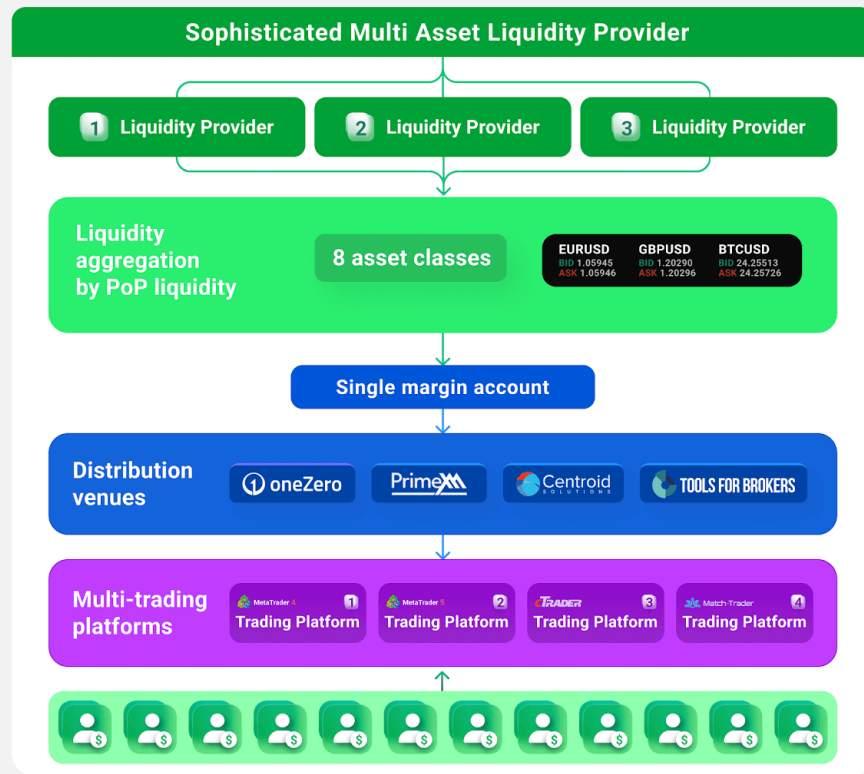 Sophisticated Multi Asset Liquidity Provider
1 Liquidity Provider
2 Liquidity Provider
3 Liquidity Provider
Liquidity
aggregation
by PoP liquidity
8 asset classes
EURUSD
BID 1.05945
ASK 1.05946
GBPUSD
BID 1.20290
ASK 1.20296
BTCUSD
BID 24.25513
ASK 24.25726
Single margin account
Distribution
venues
oneZero
PrimeXM
Centroid
SOLUTIONS
TOOLS FOR BROKERS
Multi-trading
platforms
MetaTrader 4 1
Trading Platform
MetaTrader 5 2
Trading Platform
cTRADER 3
Trading Platform
Match-Trader 4
Trading Platform
$ $ $ $ $ $ $ $ $ $ $ $